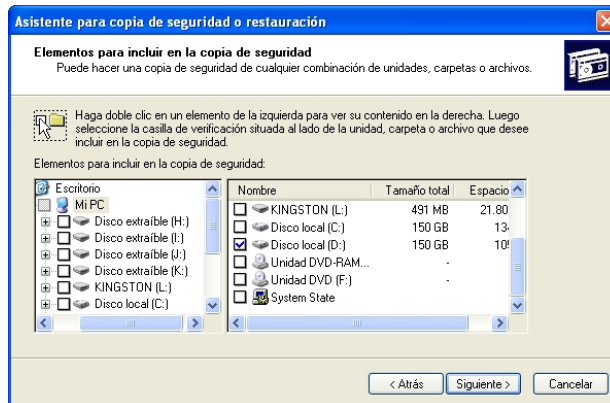 Asistente para copia de seguridad o restauración
Elementos para incluir en la copia de seguridad
Puede hacer una copia de seguridad de cualquier combinación de unidades, carpetas o archivos.
Haga doble clic en un elemento de la izquierda para ver su contenido en la derecha. Luego
seleccione la casilla de verificación situada al lado de la unidad, carpeta o archivo que desee
incluir en la copia de seguridad.
Elementos para incluir en la copia de seguridad:
Escritorio
Mi PC
Disco extraíble (H:)
Disco extraíble (I:)
Disco extraíble (J:)
Disco extraíble (K:)
KINGSTON (L:)
Disco local (C:)
Nombre Tamaño total Espacio
KINGSTON (L:) 491 MB 21.80
Disco local (C:) 150 GB 13
Disco local (D:) 150 GB 10
Unidad DVD-RAM... -
Unidad DVD (F:) -
System State
< Atrás Siguiente > Cancelar